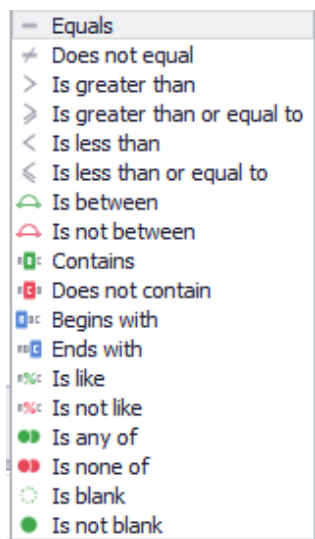 Equals
Does not equal
Is greater than
Is greater than or equal to
Is less than
Is less than or equal to
Is between
Is not between
Contains
Does not contain
Begins with
Ends with
Is like
Is not like
Is any of
Is none of
Is blank
Is not blank